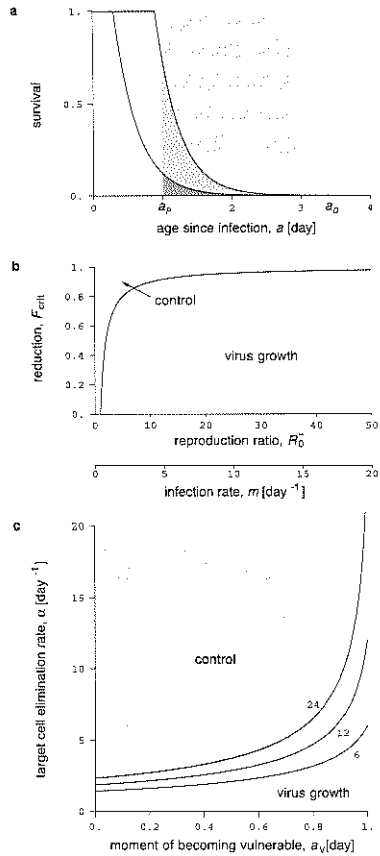 a
1.
0.5
0.
survival
0 1 2 3 4
aₚ a₀
age since infection, a [day]
b
1.
0.8
0.6
0.4
0.2
0.
reduction, F_crit
control
virus growth
0 10 20 30 40 50
reproduction ratio, R₀⁻
0 5 10 15 20
infection rate, m [day ⁻¹]
c
20
15
10
5
0
target cell elimination rate, α [day ⁻¹]
control
24
12
6
virus growth
0. 0.2 0.4 0.6 0.8 1.
moment of becoming vulnerable, aᵥ[day]